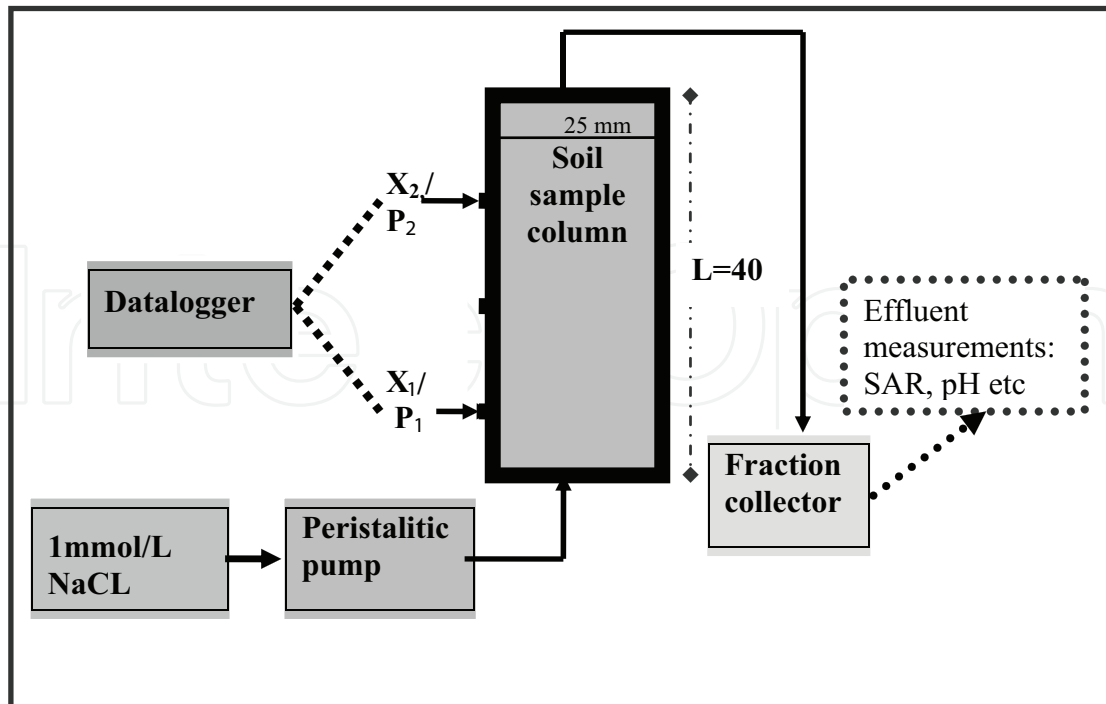 25 mm
Soil
sample
column
X2,/
P2
Datalogger
L=40
X1/
P1
Effluent
measurements:
SAR, pH etc
Fraction
collector
1mmol/L
NaCL
Peristalitic
pump